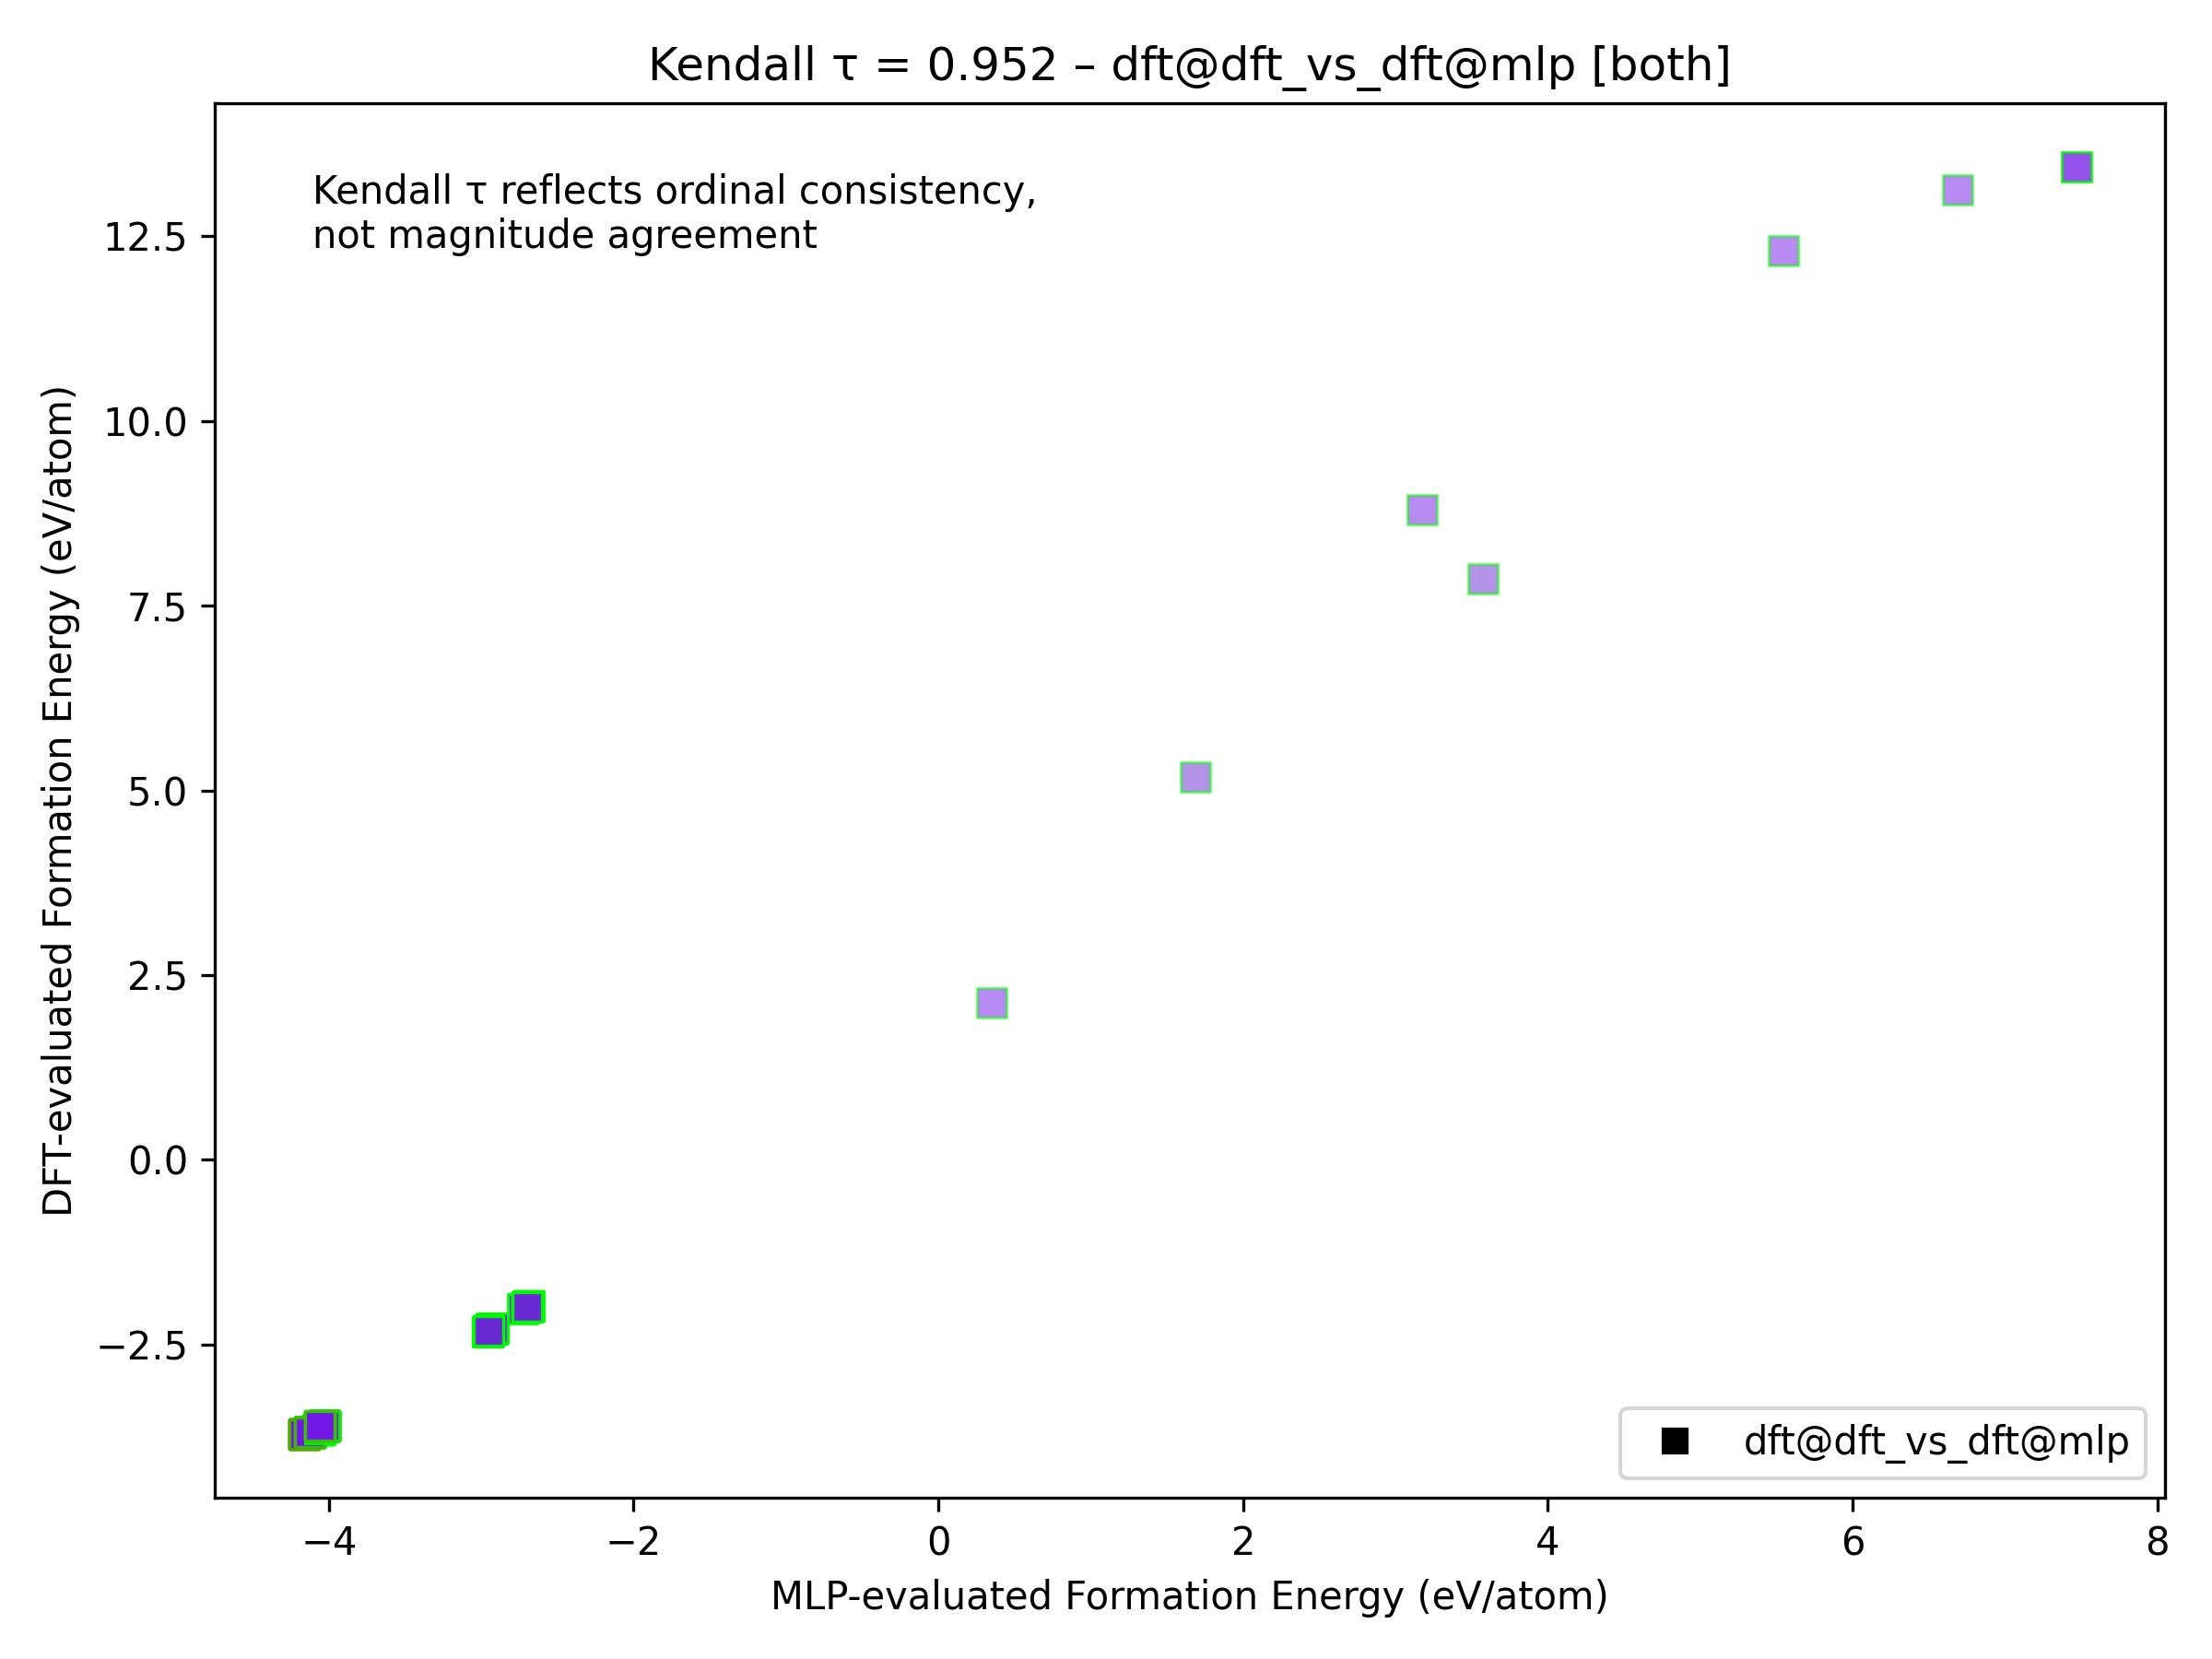 Kendall τ = 0.952 – dft@dft_vs_dft@mlp [both]
Kendall τ reflects ordinal consistency,
not magnitude agreement
DFT-evaluated Formation Energy (eV/atom)
12.5
10.0
7.5
5.0
2.5
0.0
−2.5
dft@dft_vs_dft@mlp
−4
−2
0
2
4
6
8
MLP-evaluated Formation Energy (eV/atom)